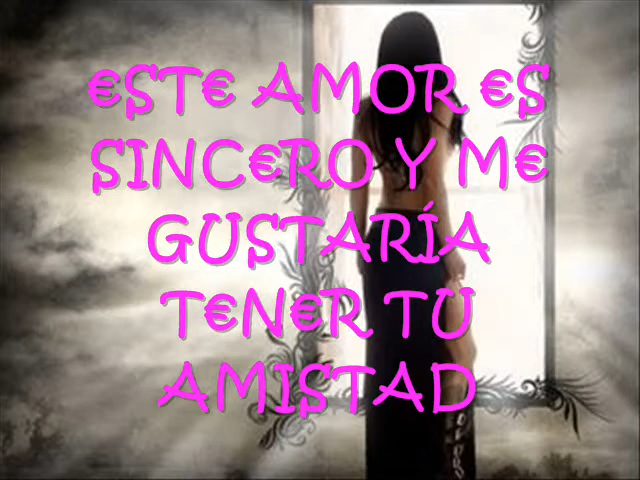 ESTE AMOR ES
SINCERO Y ME
GUSTARÍA
TENER TU
AMISTAD